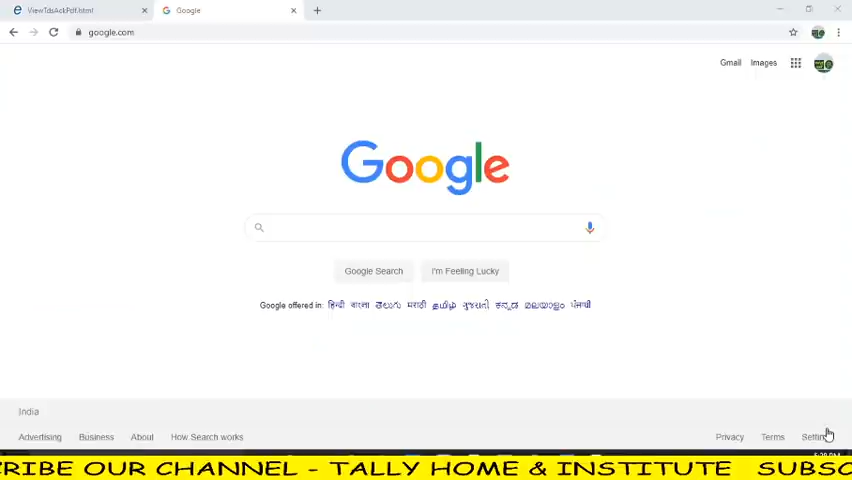 ViewTdsAckPdf.html
Google
google.com
Gmail Images
Google
Google Search I'm Feeling Lucky
Google offered in: हिन्दी বাংলা తెలుగు मराठी தமிழ் ગુજરાતી ಕನ್ನಡ മലയാളം ਪੰਜਾਬੀ
India
Advertising Business About How Search works
Privacy Terms Settings
RIBE OUR CHANNEL - TALLY HOME & INSTITUTE SUBSC